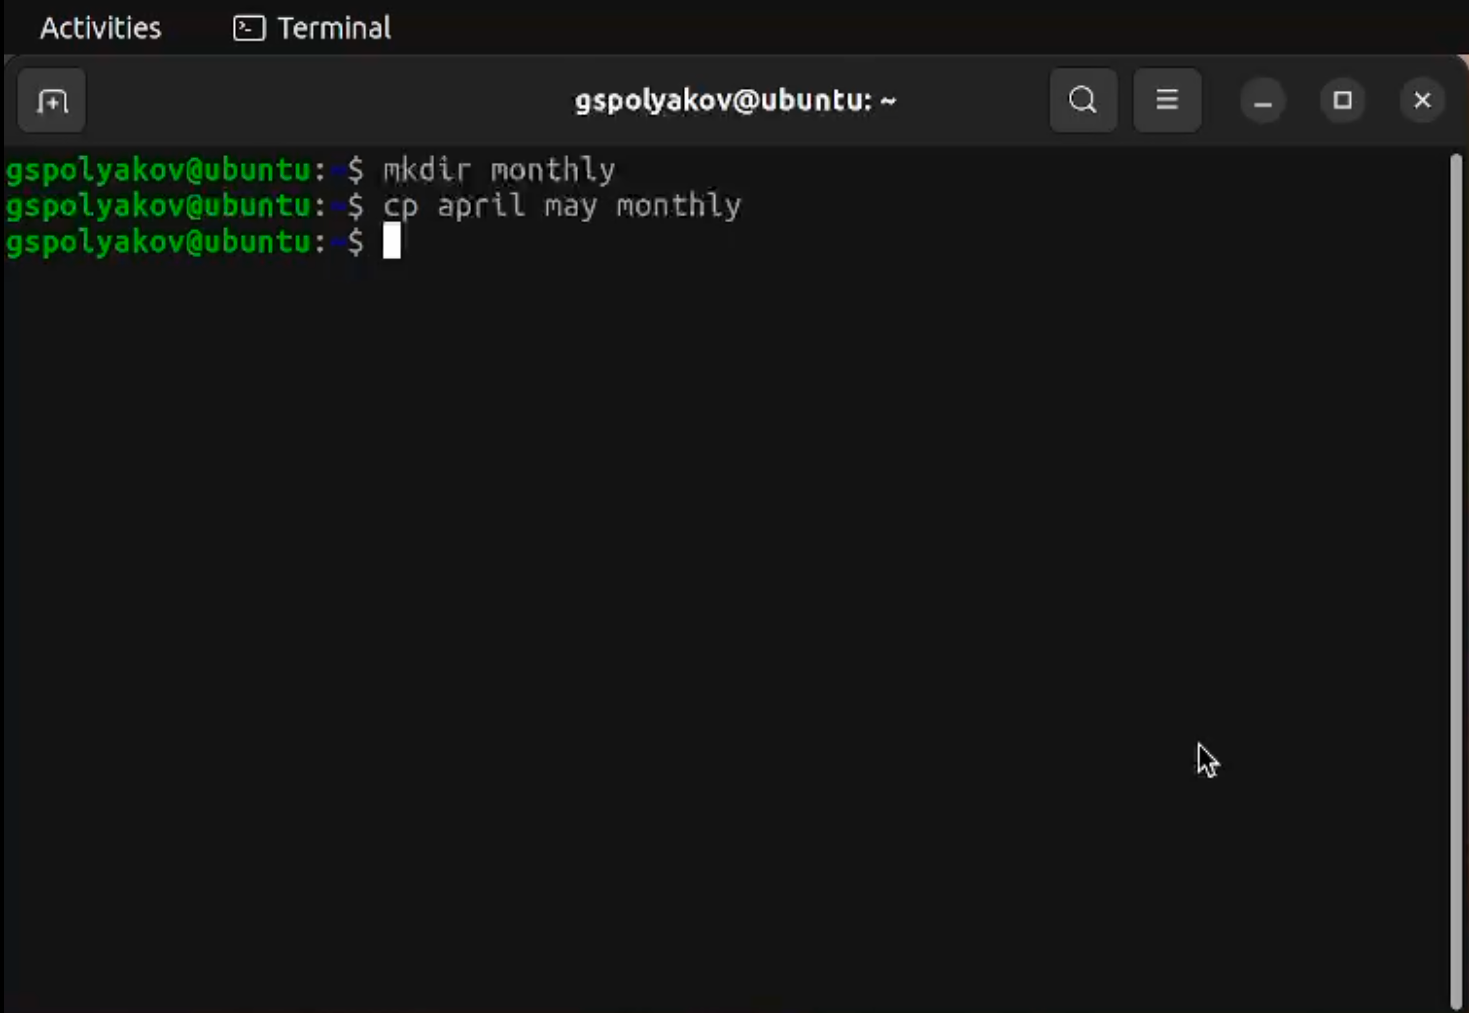 Activities Terminal
gspolyakov@ubuntu: ~
gspolyakov@ubuntu:~$ mkdir monthly
gspolyakov@ubuntu:~$ cp april may monthly
gspolyakov@ubuntu:~$